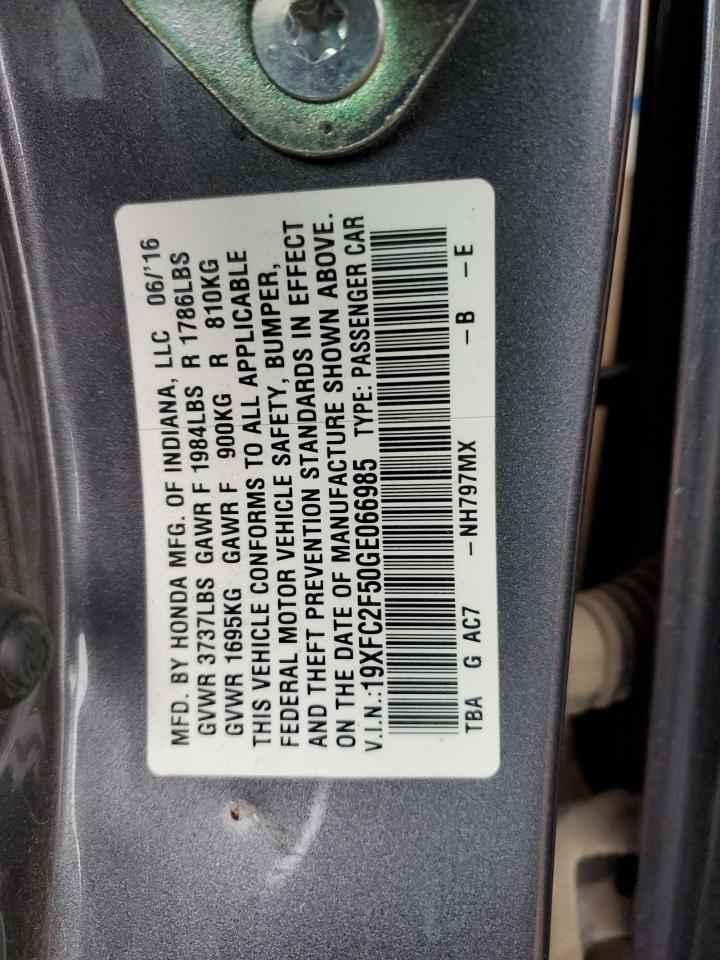 MFD. BY HONDA MFG. OF INDIANA, LLC 06/'16
GVWR 3737LBS GAWR F 1984LBS R 1786LBS
GVWR 1695KG GAWR F 900KG R 810KG
THIS VEHICLE CONFORMS TO ALL APPLICABLE
FEDERAL MOTOR VEHICLE SAFETY, BUMPER,
AND THEFT PREVENTION STANDARDS IN EFFECT
ON THE DATE OF MANUFACTURE SHOWN ABOVE.
V.I.N.:19XFC2F50GE066985 TYPE: PASSENGER CAR
TBA G AC7 -NH797MX -B -E